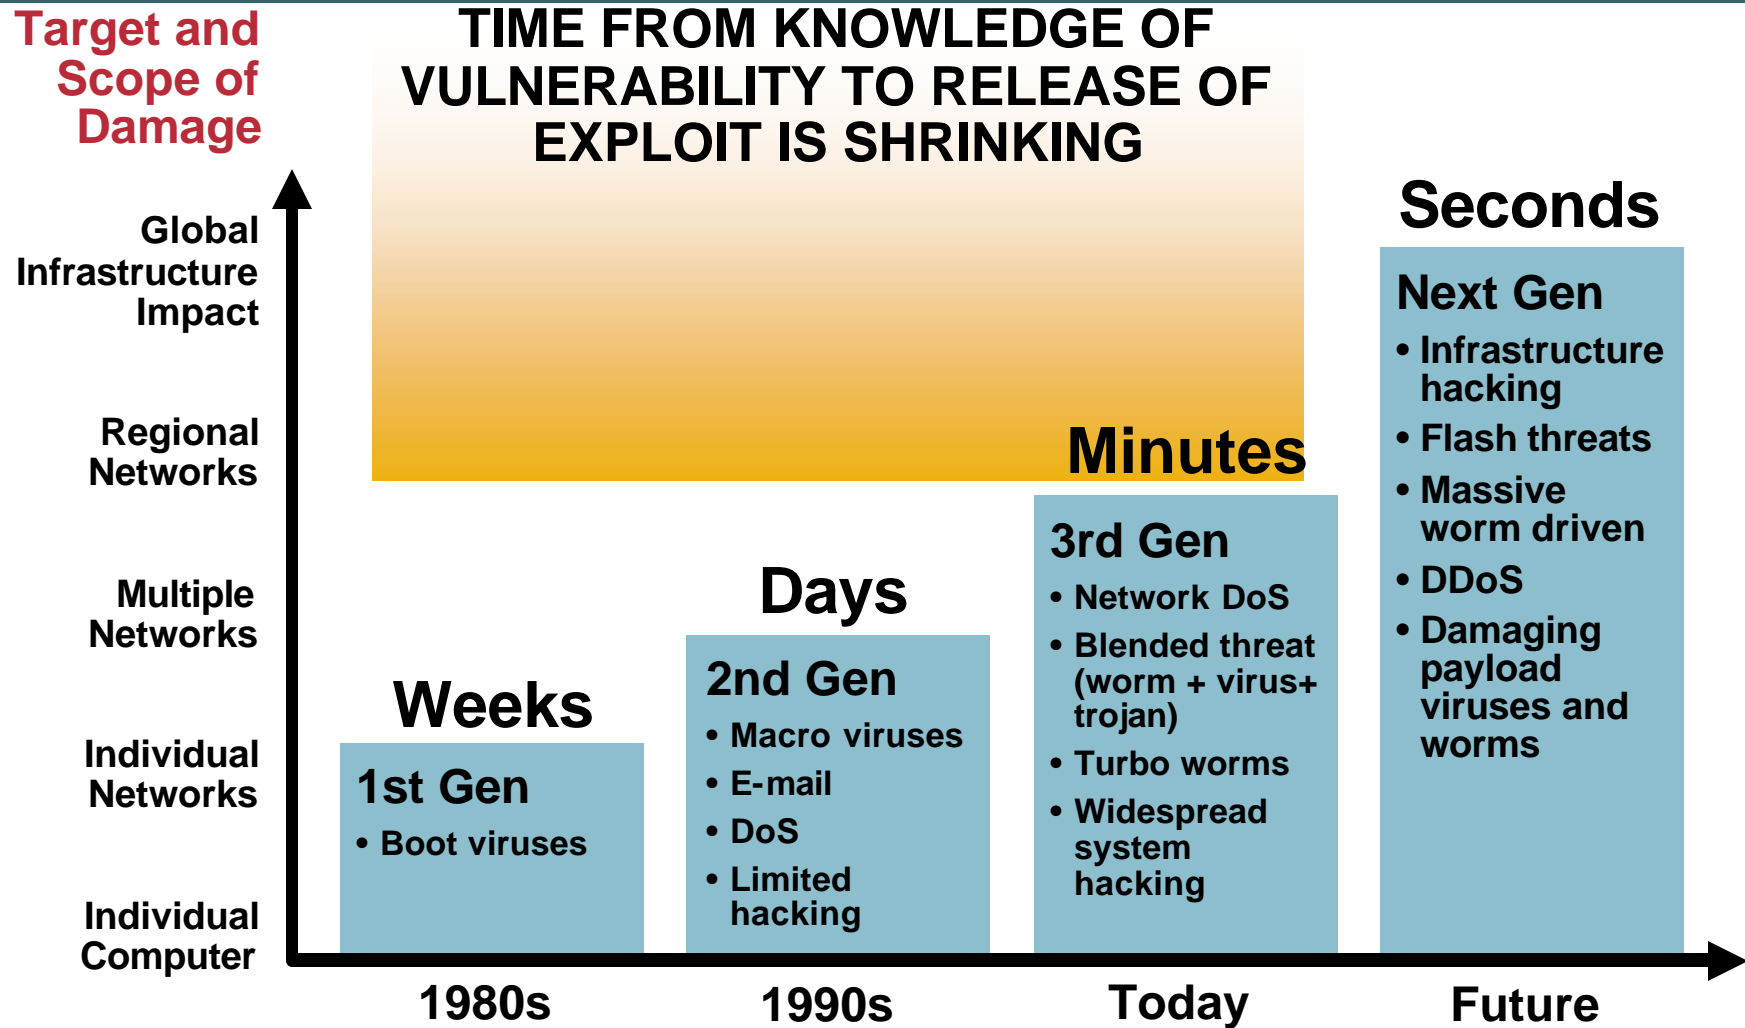 Target and
Scope of
Damage
TIME FROM KNOWLEDGE OF
VULNERABILITY TO RELEASE OF
EXPLOIT IS SHRINKING
Global
Infrastructure
Impact
Regional
Networks
Multiple
Networks
Individual
Networks
Individual
Computer
Weeks
1st Gen
• Boot viruses
1980s
Days
2nd Gen
• Macro viruses
• E-mail
• DoS
• Limited
hacking
1990s
Minutes
3rd Gen
• Network DoS
• Blended threat
(worm + virus+
trojan)
• Turbo worms
• Widespread
system
hacking
Today
Seconds
Next Gen
• Infrastructure
hacking
• Flash threats
• Massive
worm driven
• DDoS
• Damaging
payload
viruses and
worms
Future